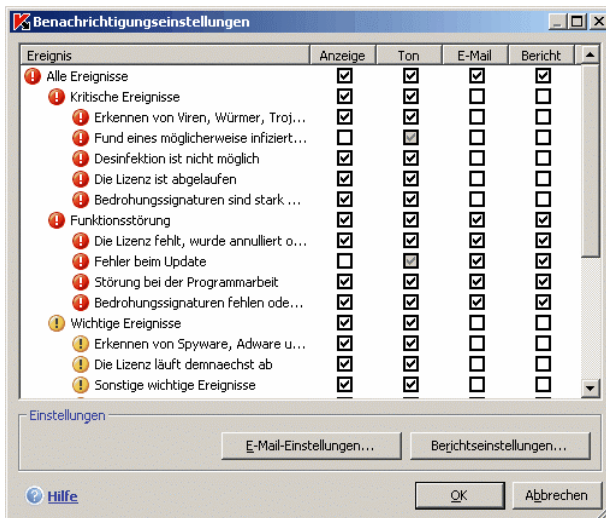 Benachrichtigungseinstellungen
Ereignis Anzeige Ton E-Mail Bericht
Alle Ereignisse
Kritische Ereignisse
Erkennen von Viren, Würmer, Troj...
Fund eines möglicherweise infiziert...
Desinfektion ist nicht möglich
Die Lizenz ist abgelaufen
Bedrohungssignaturen sind stark ...
Funktionsstörung
Die Lizenz fehlt, wurde annulliert o...
Fehler beim Update
Störung bei der Programmarbeit
Bedrohungssignaturen fehlen ode...
Wichtige Ereignisse
Erkennen von Spyware, Adware u...
Die Lizenz läuft demnaechst ab
Sonstige wichtige Ereignisse
Einstellungen
E-Mail-Einstellungen... Berichtseinstellungen...
Hilfe OK Abbrechen